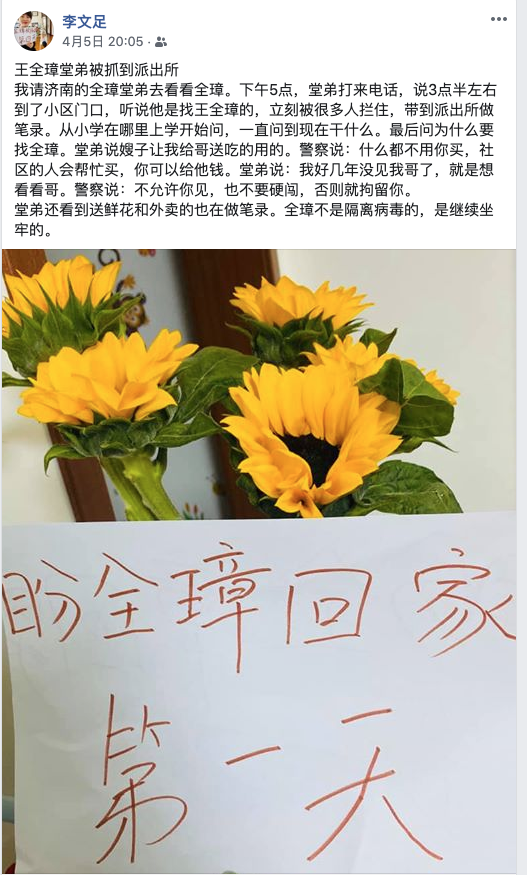 李文足
4月5日 20:05
王全璋堂弟被抓到派出所
我请济南的全璋堂弟去看看全璋。下午5点，堂弟打来电话，说3点半左右
到了小区门口，听说他是找王全璋的，立刻被很多人拦住，带到派出所做
笔录。从小学在哪里上学开始问，一直问到现在干什么。最后问为什么要
找全璋。堂弟说嫂子让我给哥送吃的用的。警察说：什么都不用你买，社
区的人会帮忙买，你可以给他钱。堂弟说：我好几年没见我哥了，就是想
看看哥。警察说：不允许你见，也不要硬闯，否则就拘留你。
堂弟还看到送鲜花和外卖的也在做笔录。全璋不是隔离病毒的，是继续坐
牢的。
盼全璋回家
第一天